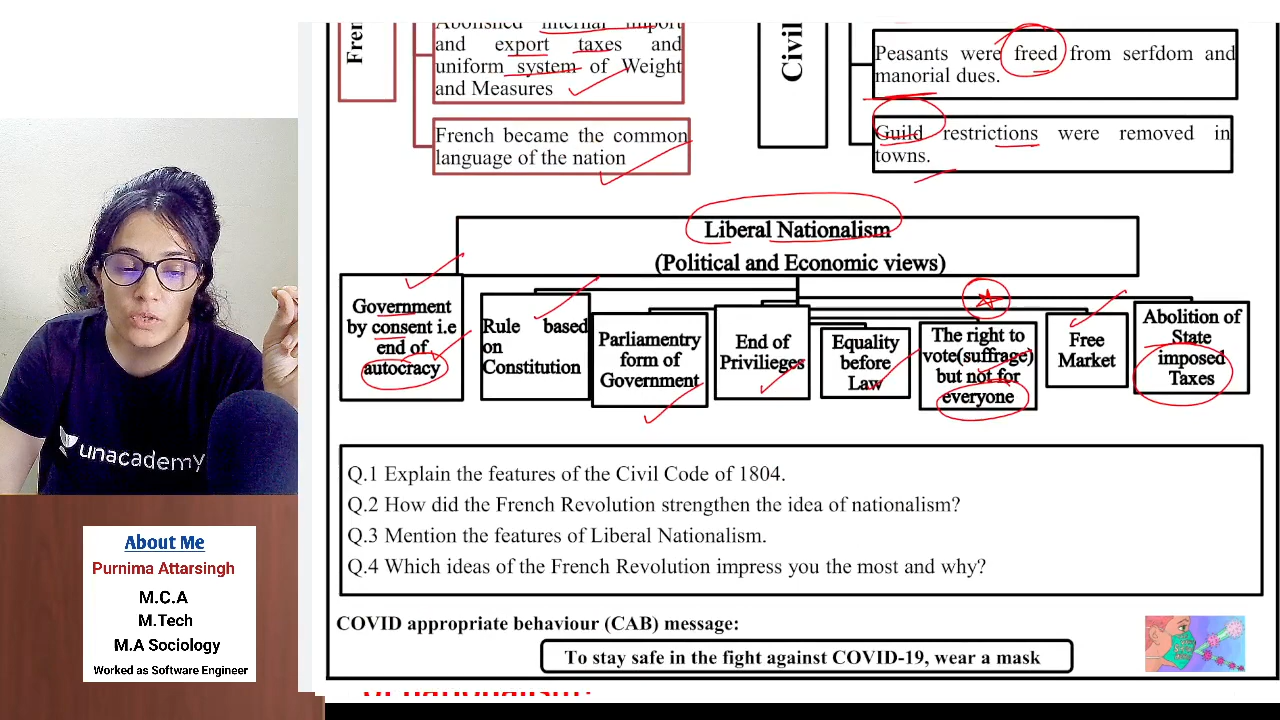 Fren
Abolished internal import
and export taxes and
uniform system of Weight
and Measures
French became the common
language of the nation
Civil
Peasants were freed from serfdom and
manorial dues.
Guild restrictions were removed in
towns.
Liberal Nationalism
(Political and Economic views)
Government
by consent i.e
end of
autocracy
Rule based
on
Constitution
Parliamentry
form of
Government
End of
Privilieges
Equality
before
Law
The right to
vote(suffrage)
but not for
everyone
Free
Market
Abolition of
State
imposed
Taxes
Q.1 Explain the features of the Civil Code of 1804.
Q.2 How did the French Revolution strengthen the idea of nationalism?
Q.3 Mention the features of Liberal Nationalism.
Q.4 Which ideas of the French Revolution impress you the most and why?
COVID appropriate behaviour (CAB) message:
To stay safe in the fight against COVID-19, wear a mask
of nationalism?
unacademy
About Me
Purnima Attarsingh
M.C.A
M.Tech
M.A Sociology
Worked as Software Engineer